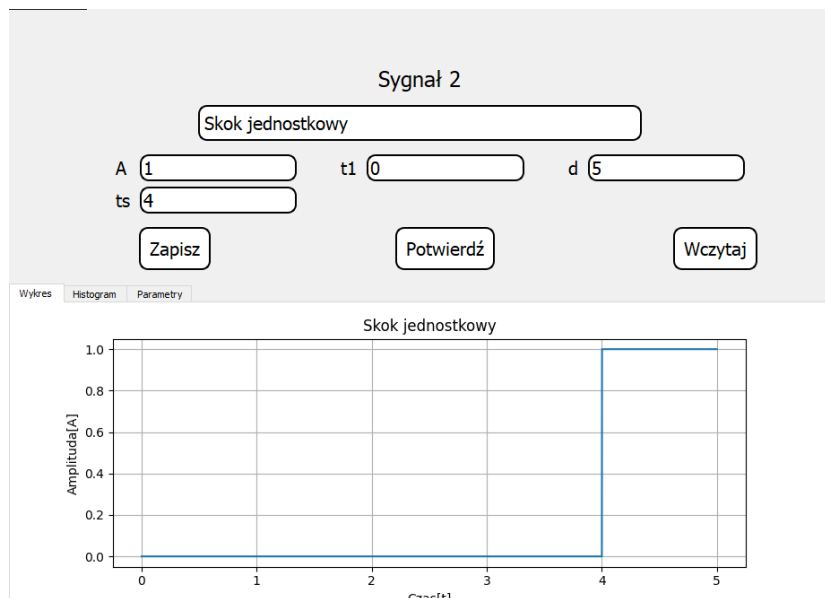 Sygnał 2
Skok jednostkowy
A 1 t1 0 d 5
ts 4
Zapisz Potwierdź Wczytaj
Wykres Histogram Parametry
Skok jednostkowy
1.0
0.8
0.6
0.4
0.2
0.0
Amplituda[A]
0 1 2 3 4 5
Czas[t]